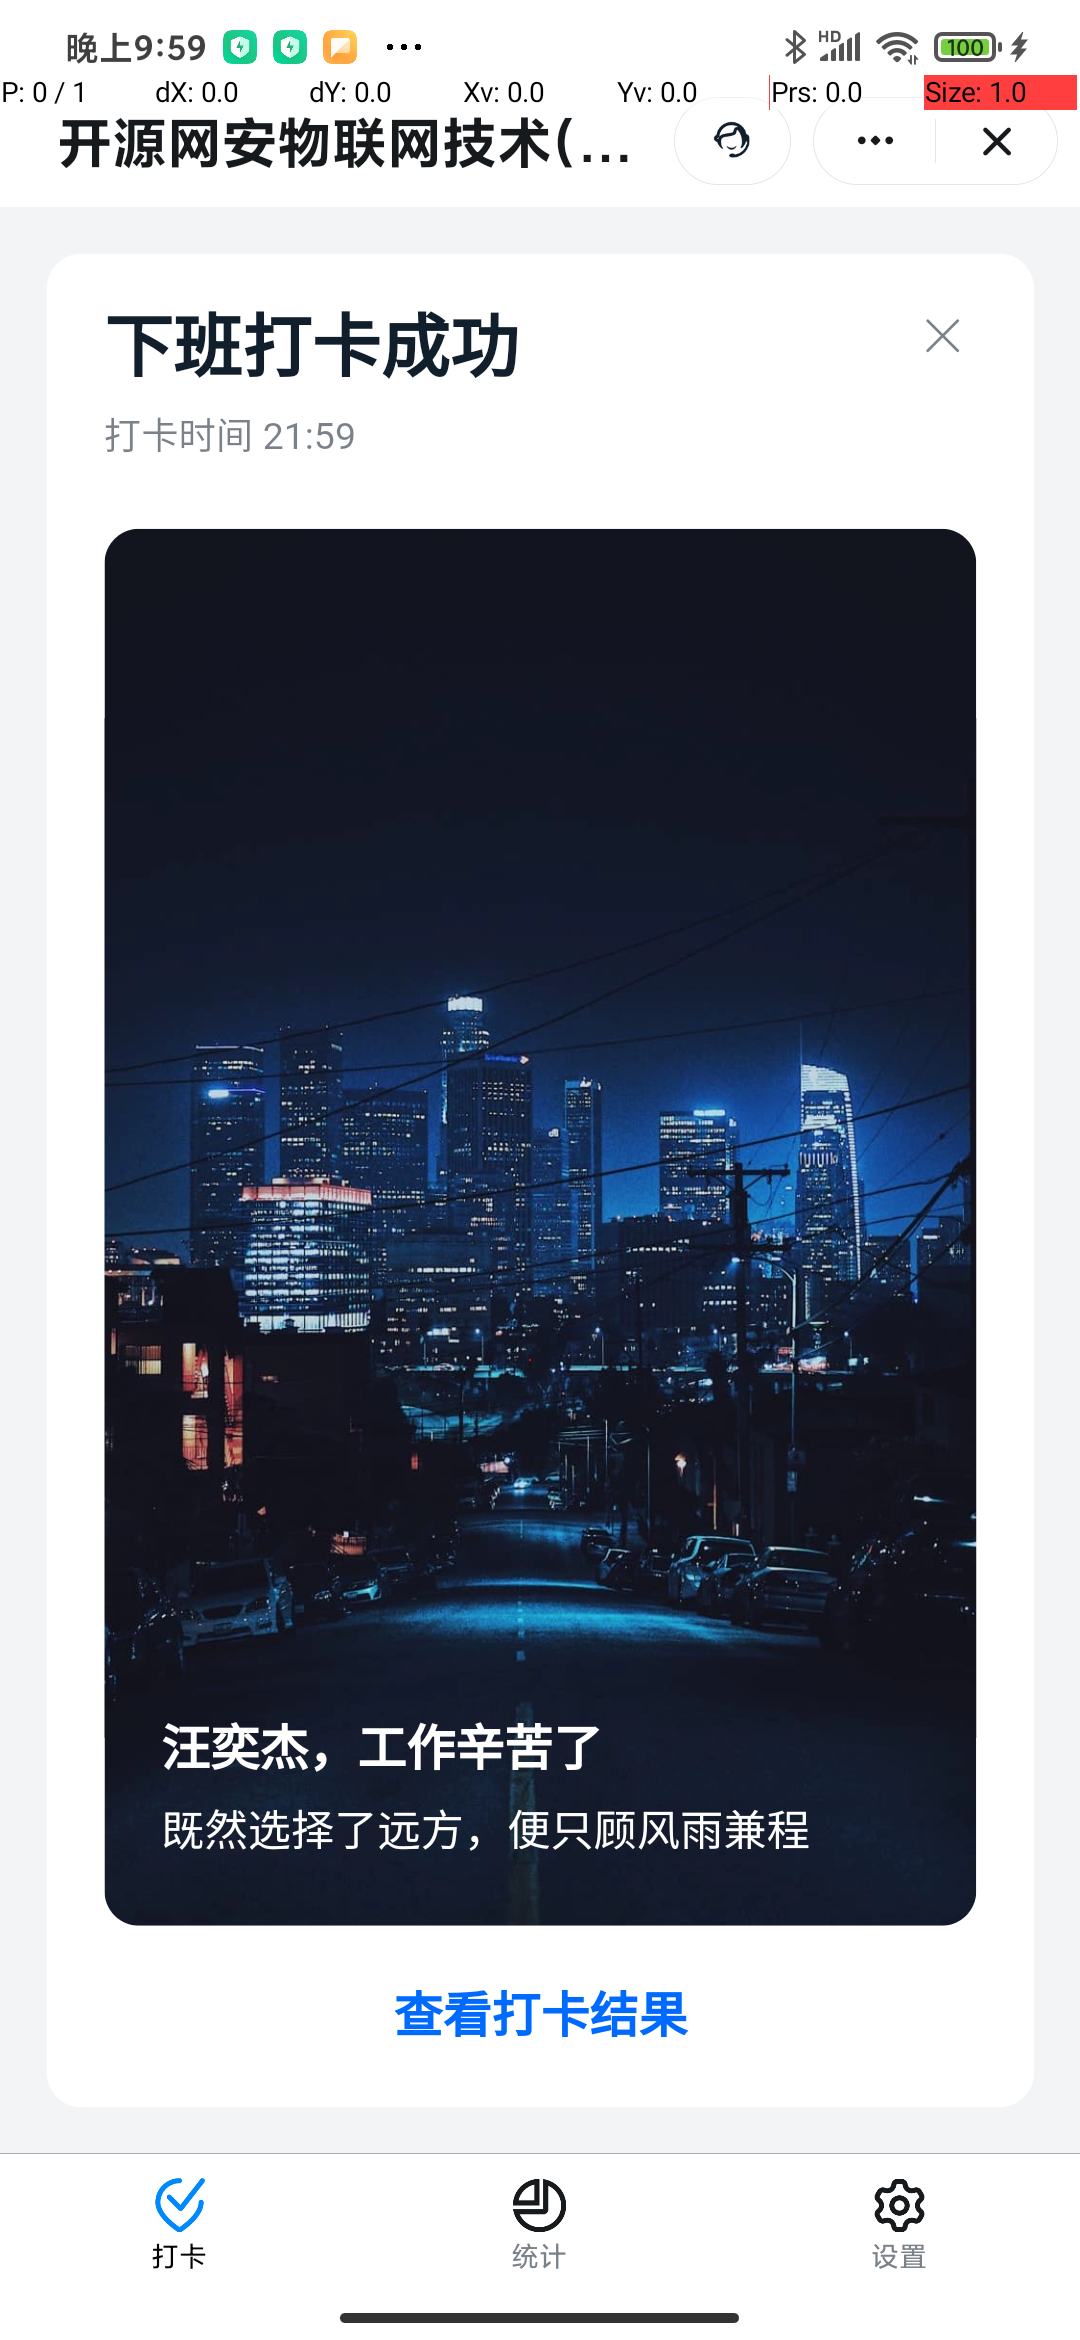 晚上9:59
HD
100
P: 0 / 1 dX: 0.0 dY: 0.0 Xv: 0.0 Yv: 0.0 Prs: 0.0 Size: 1.0
开源网安物联网技术(...
下班打卡成功
打卡时间 21:59
汪奕杰，工作辛苦了
既然选择了远方，便只顾风雨兼程
查看打卡结果
打卡 统计 设置